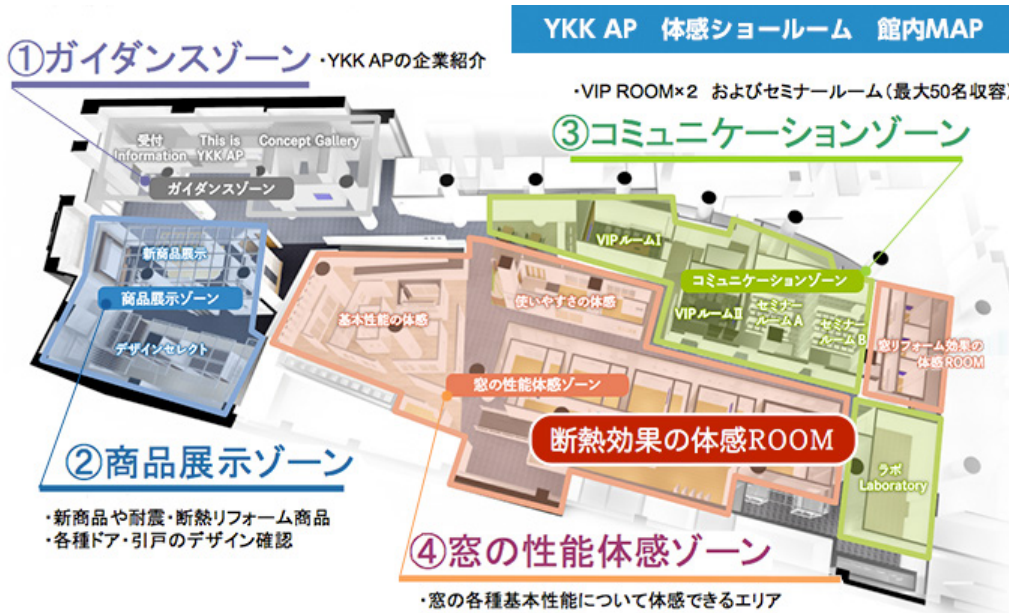 YKK AP 体感ショールーム 館内MAP
①ガイダンスゾーン
・YKK APの企業紹介
・VIP ROOM×2 およびセミナールーム（最大50名収容）
③コミュニケーションゾーン
受付
Information
This is
YKK AP
Concept Gallery
ガイダンスゾーン
新商品展示
商品展示ゾーン
デザインセレクト
VIPルームⅠ
コミュニケーションゾーン
VIPルームⅡ
セミナー
ルームA
セミナー
ルームB
基本性能の体感
使いやすさの体感
窓リフォーム効果の
体感ROOM
窓の性能体感ゾーン
断熱効果の体感ROOM
ラボ
Laboratory
②商品展示ゾーン
・新商品や耐震・断熱リフォーム商品
・各種ドア・引戸のデザイン確認
④窓の性能体感ゾーン
・窓の各種基本性能について体感できるエリア